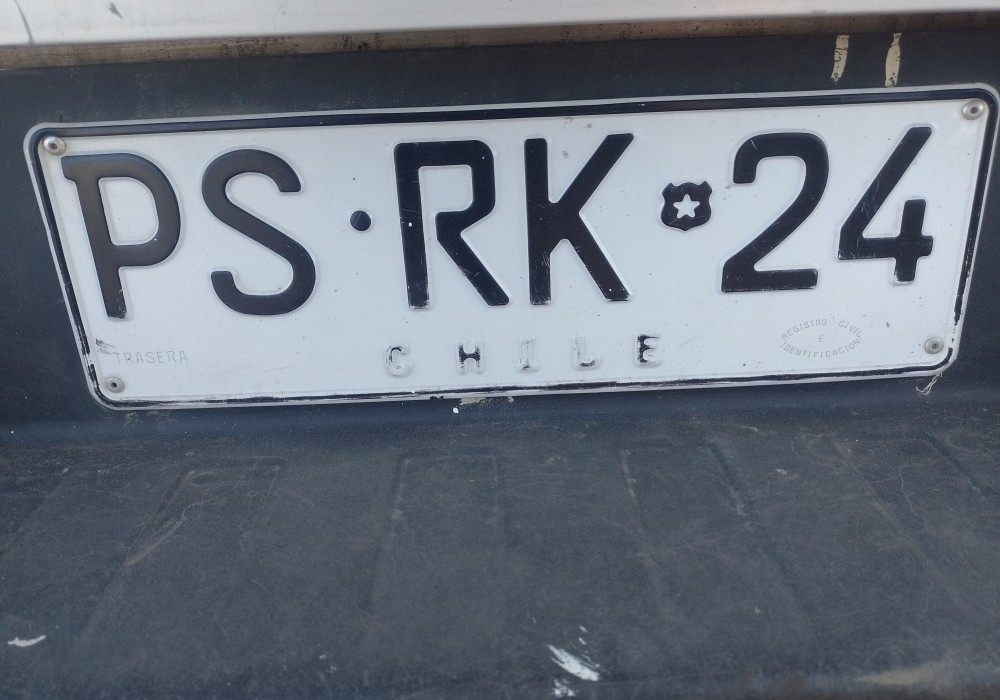 PS·RK 24
TRASERA
CHILE
REGISTRO CIVIL
E
IDENTIFICACION